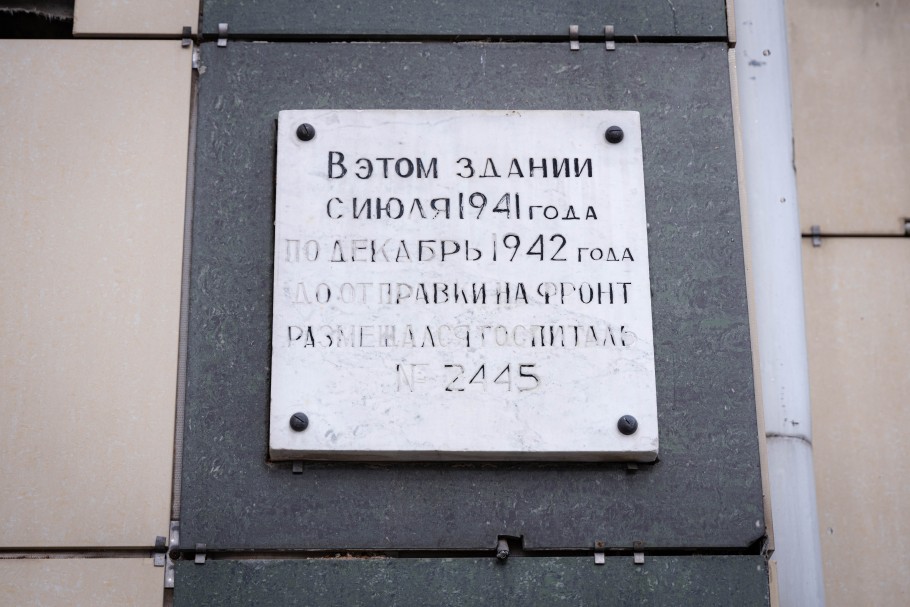 В ЭТОМ ЗДАНИИ
С ИЮЛЯ 1941 ГОДА
ПО ДЕКАБРЬ 1942 ГОДА
ДО ОТПРАВКИ НА ФРОНТ
РАЗМЕЩАЛСЯ ГОСПИТАЛЬ
№ 2445